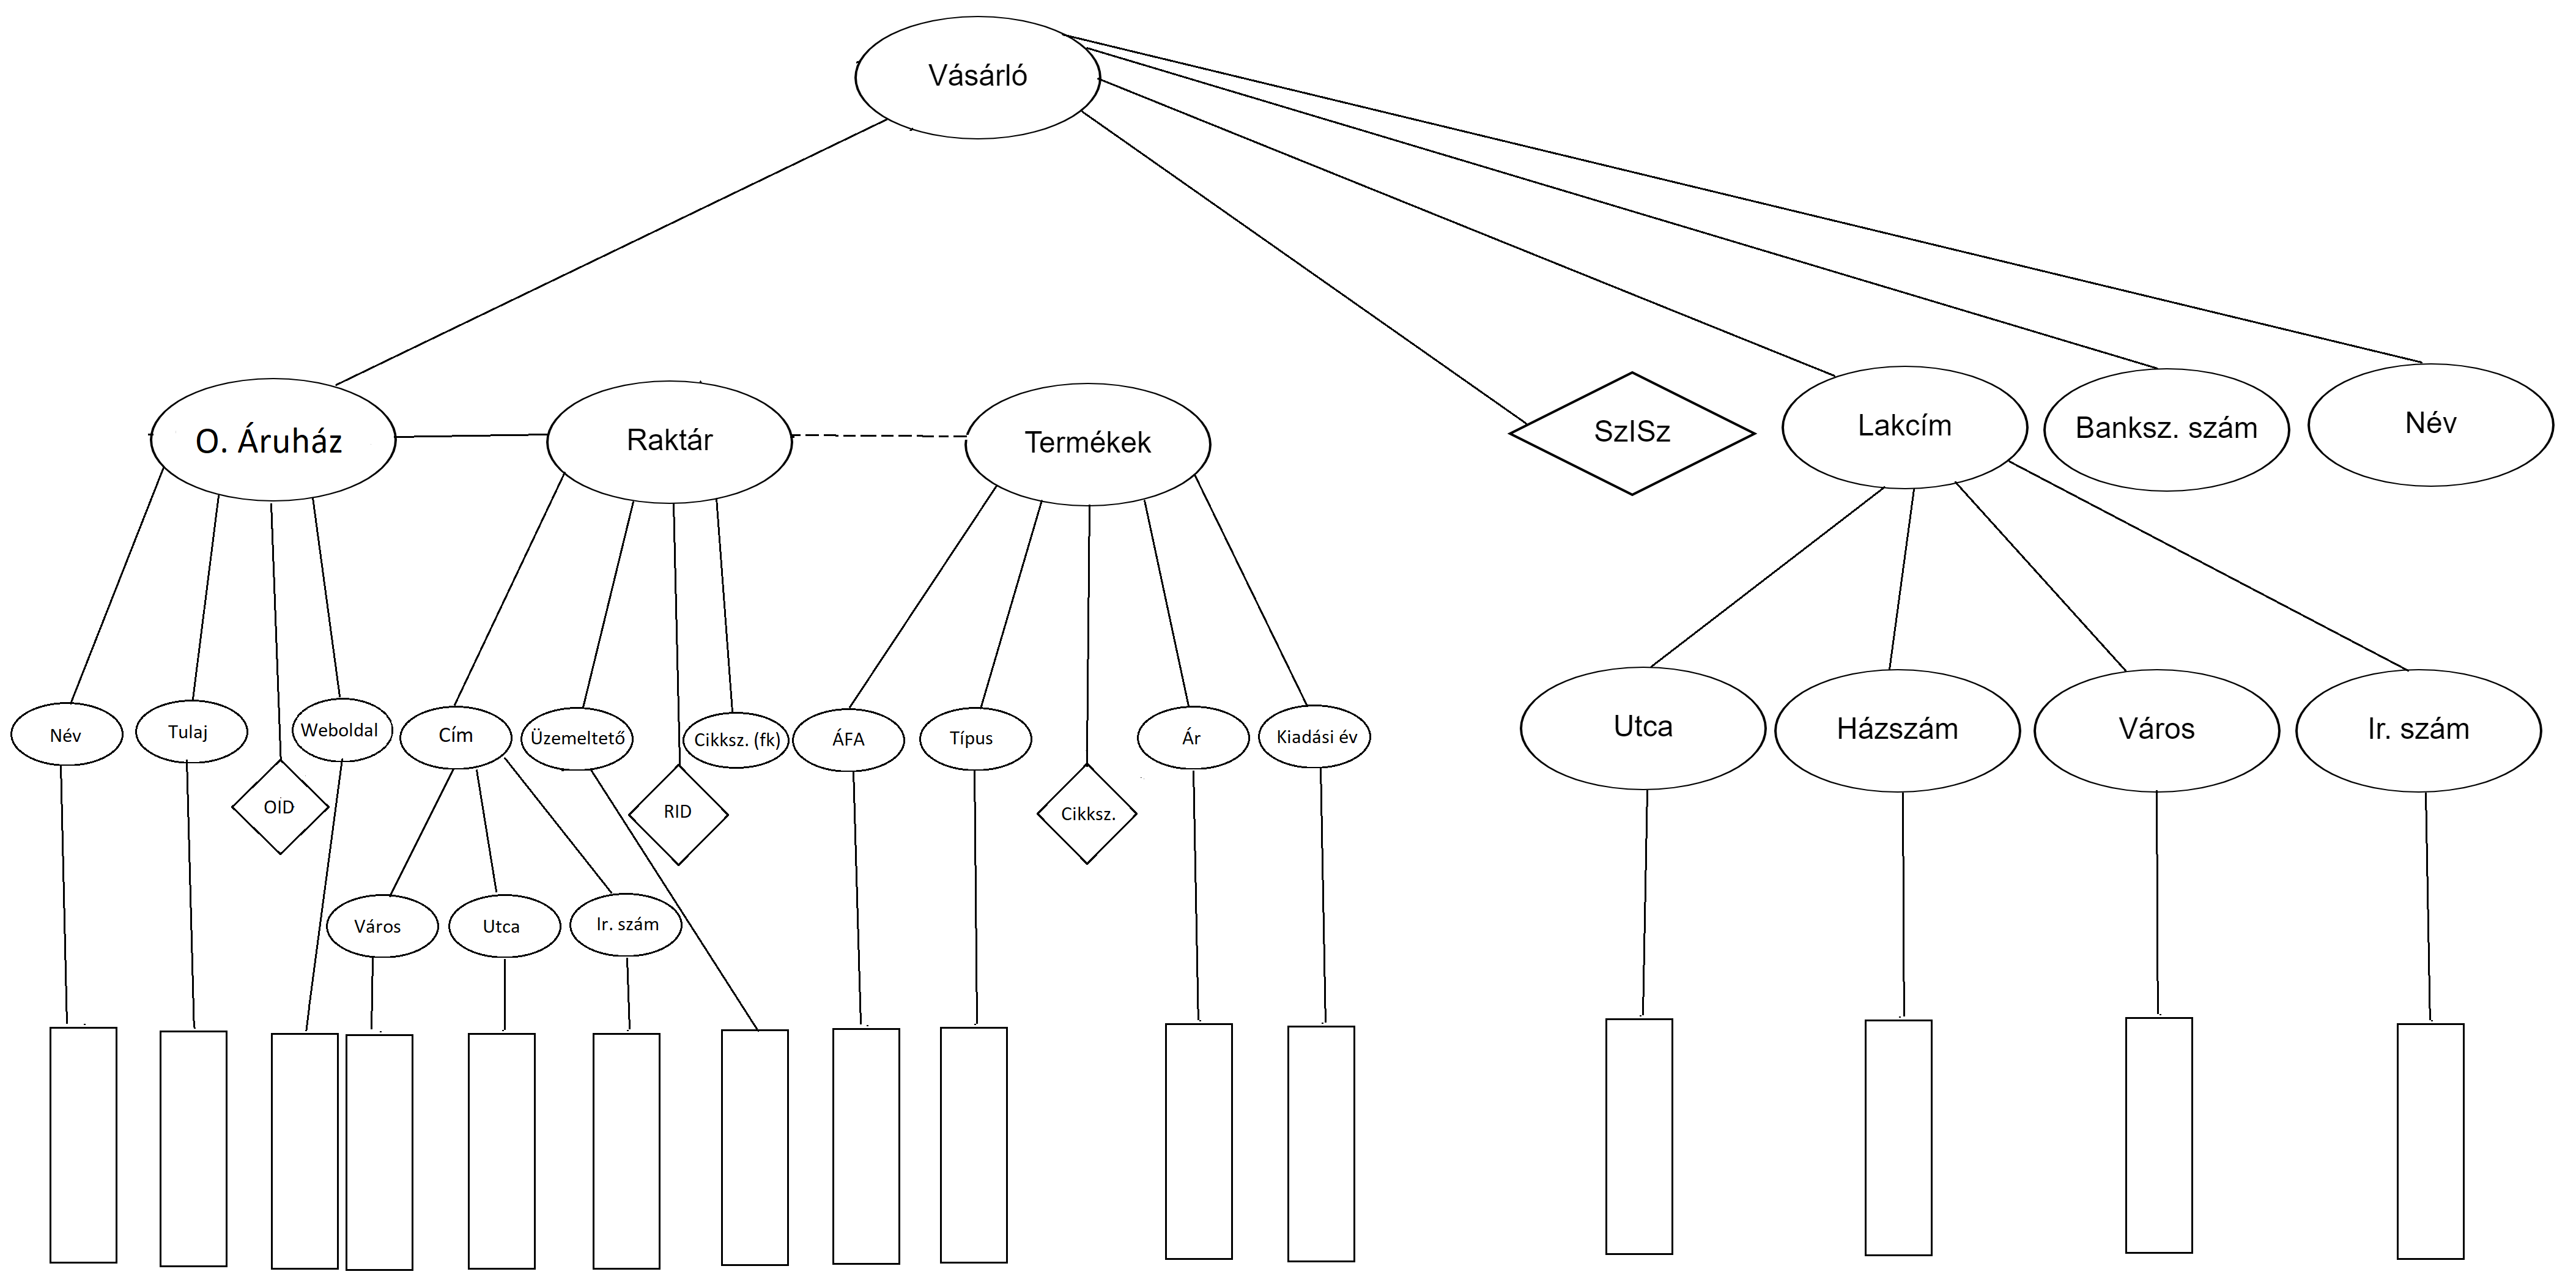 Vásárló
O. Áruház
Raktár
Termékek
SzISz
Lakcím
Banksz. szám
Név
Név
Tulaj
OID
Weboldal
Cím
Üzemeltető
RID
Cikksz. (fk)
ÁFA
Típus
Cikksz.
Ár
Kiadási év
Utca
Házszám
Város
Ir. szám
Város
Utca
Ir. szám